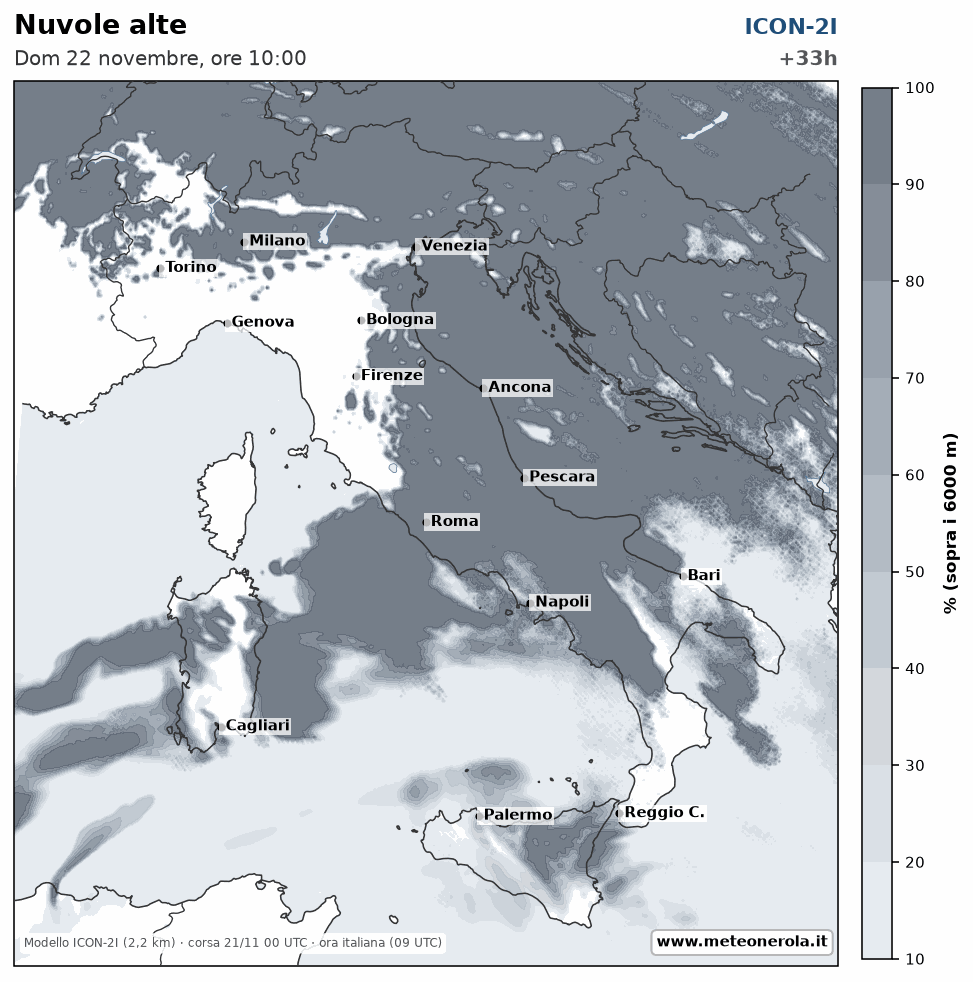 Nuvole alte
ICON-2I
Dom 22 novembre, ore 10:00
+33h
100
90
80
70
60
50
40
30
20
10
% (sopra i 6000 m)
Milano
Venezia
Torino
Genova
Bologna
Firenze
Ancona
Pescara
Roma
Bari
Napoli
Cagliari
Palermo
Reggio C.
Modello ICON-2I (2,2 km) · corsa 21/11 00 UTC · ora italiana (09 UTC)
www.meteonerola.it